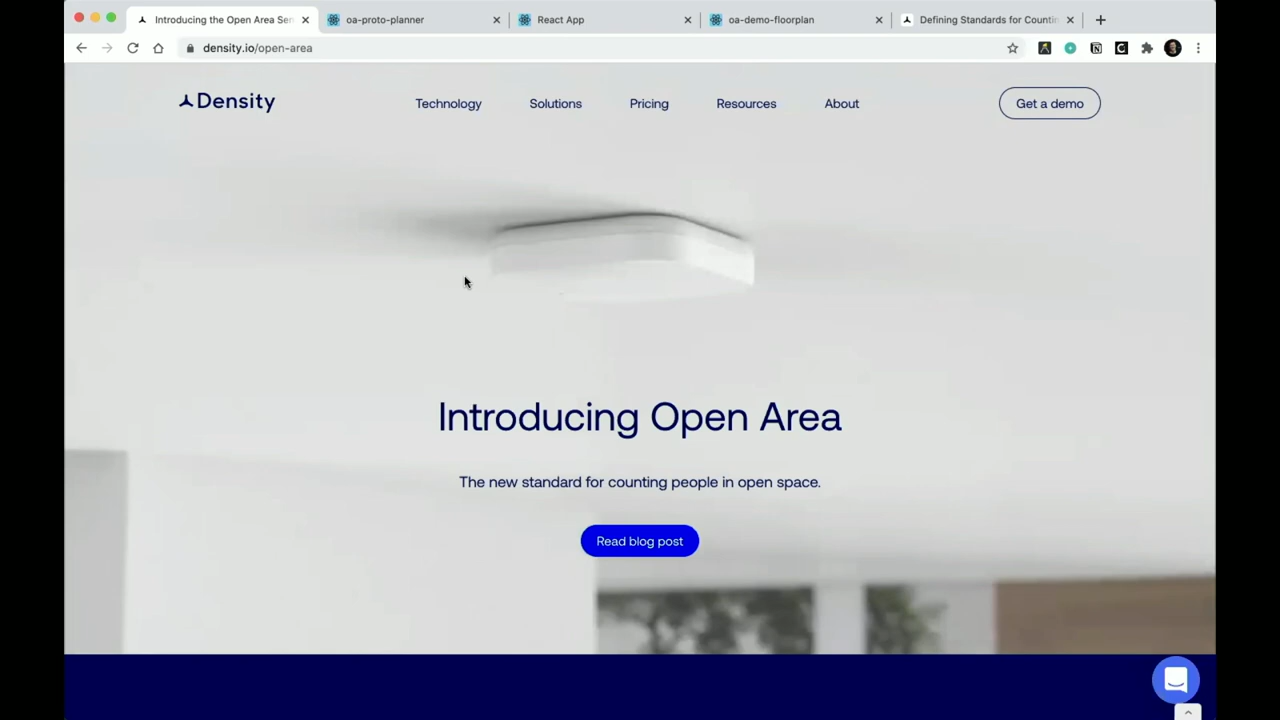 Introducing the Open Area Sen
oa-proto-planner
React App
oa-demo-floorplan
Defining Standards for Countin
density.io/open-area
Density
Technology
Solutions
Pricing
Resources
About
Get a demo
Introducing Open Area
The new standard for counting people in open space.
Read blog post